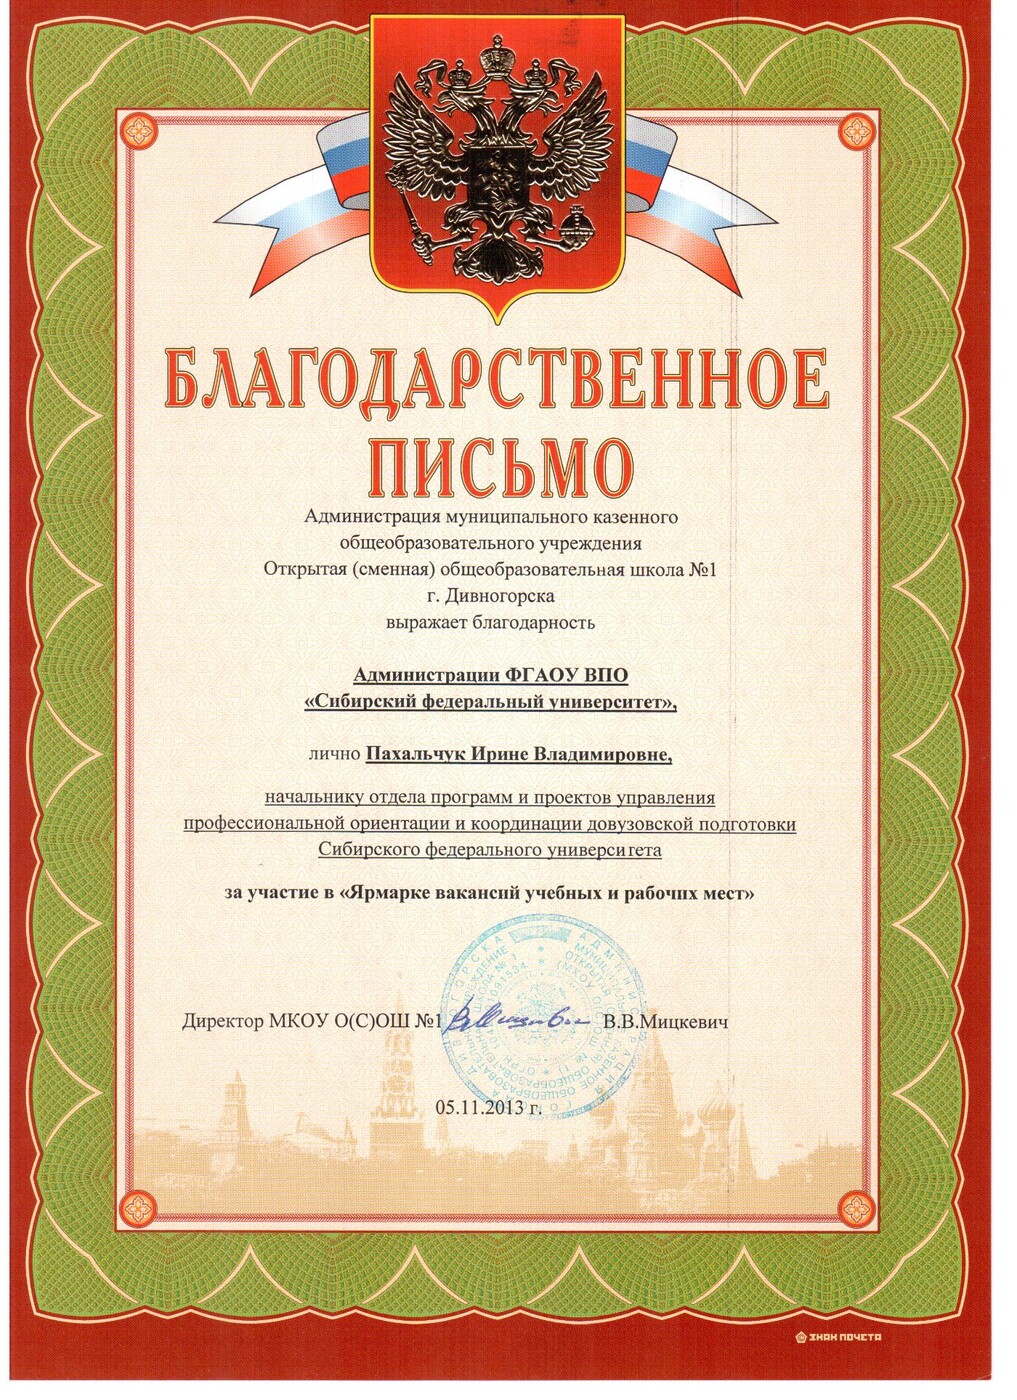 БЛАГОДАРСТВЕННОЕ
ПИСЬМО
Администрация муниципального казенного
общеобразовательного учреждения
Открытая (сменная) общеобразовательная школа №1
г. Дивногорска
выражает благодарность
Администрации ФГАОУ ВПО
«Сибирский федеральный университет»,
лично Пахальчук Ирине Владимировне,
начальнику отдела программ и проектов управления
профессиональной ориентации и координации довузовской подготовки
Сибирского федерального университета
за участие в «Ярмарке вакансий учебных и рабочих мест»
Директор МКОУ О(С)ОШ №1 В.В.Мицкевич
05.11.2013 г.
ЗНАК ПОЧЕТА